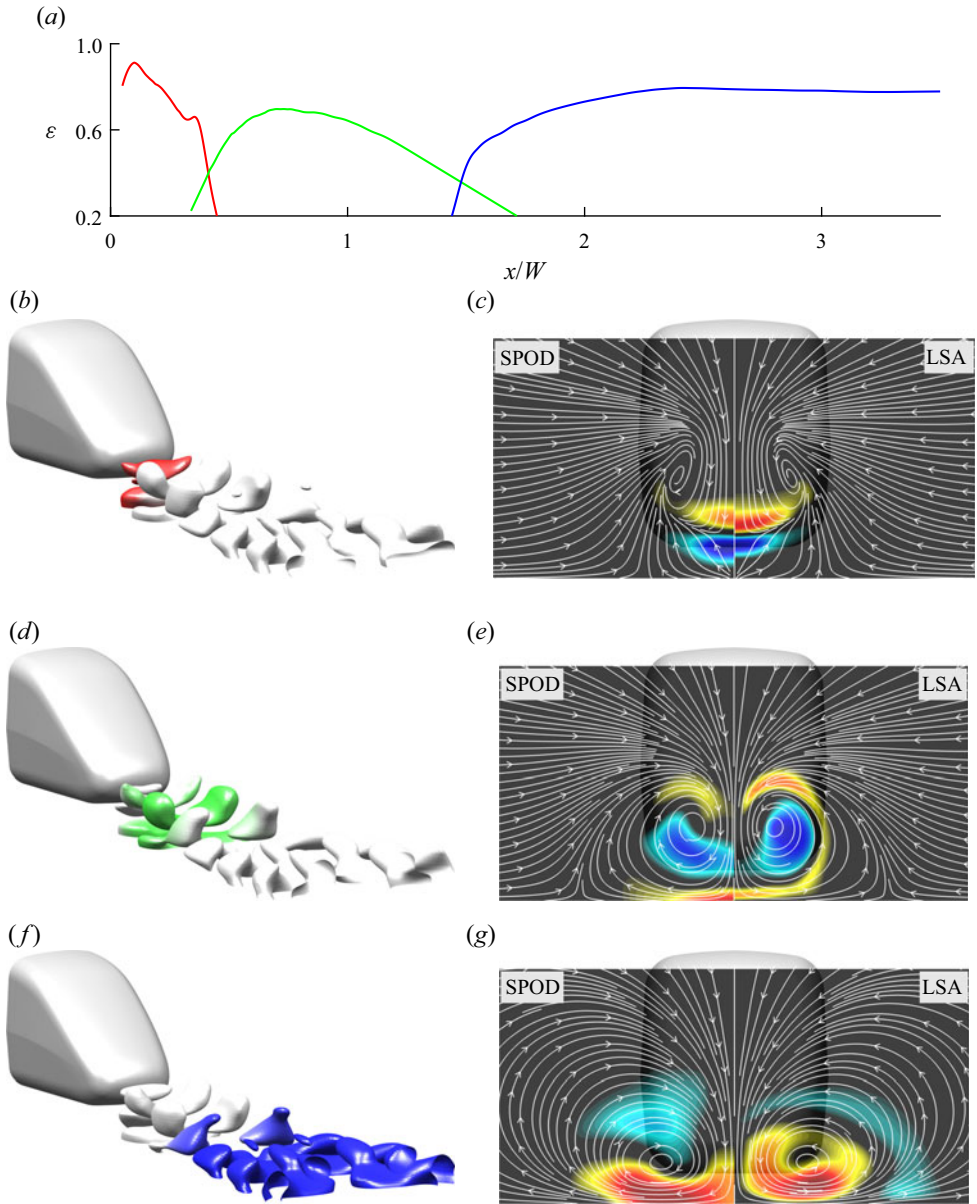 (a)
1.0
ε
0.6
0.2
0
1
2
3
x/W
(b)
(c)
SPOD
LSA
(d)
(e)
SPOD
LSA
(f)
(g)
SPOD
LSA